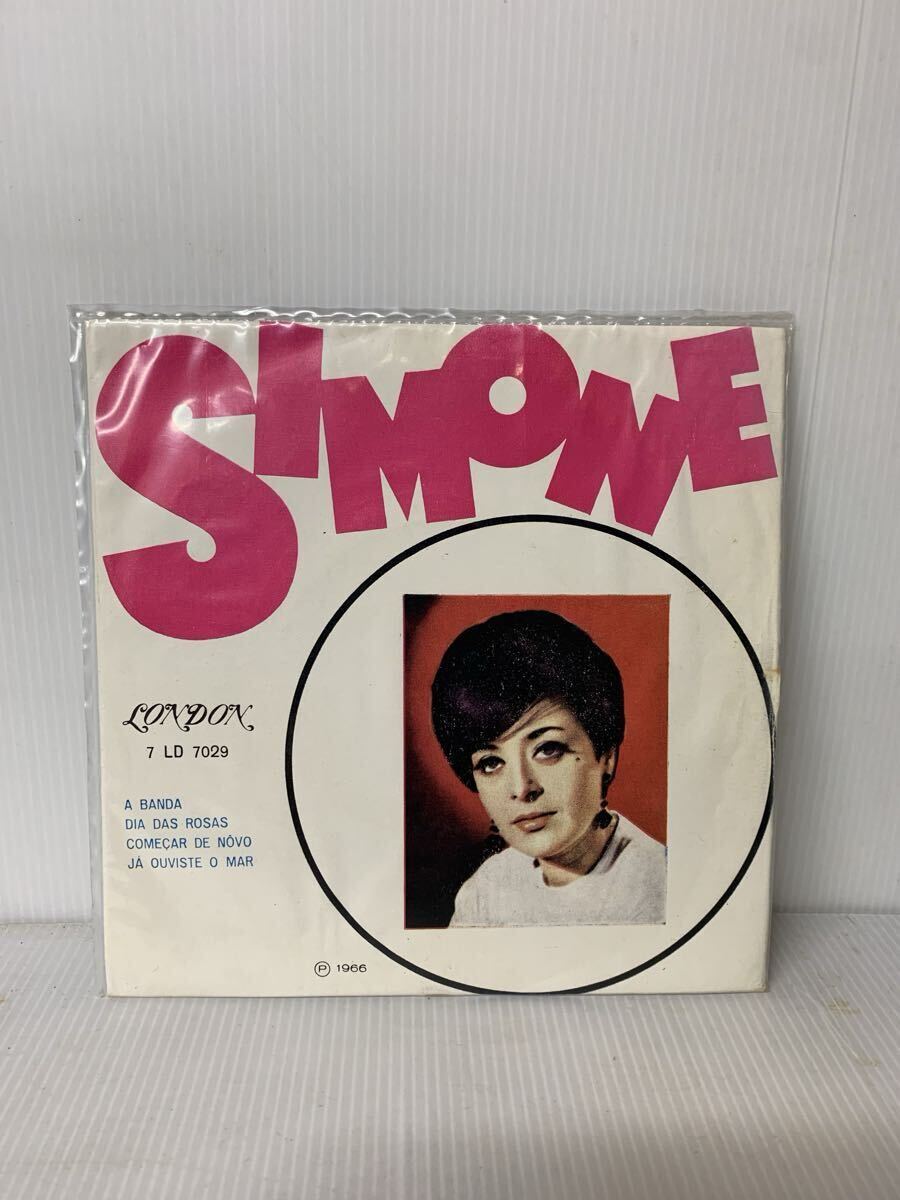 SIMONE
LONDON
7 LD 7029
A BANDA
DIA DAS ROSAS
COMEÇAR DE NÔVO
JÁ OUVISTE O MAR
Ⓟ 1966